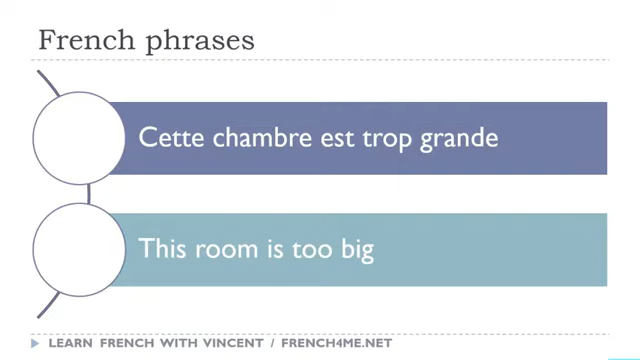 French phrases
Cette chambre est trop grande
This room is too big
LEARN FRENCH WITH VINCENT / FRENCH4ME.NET